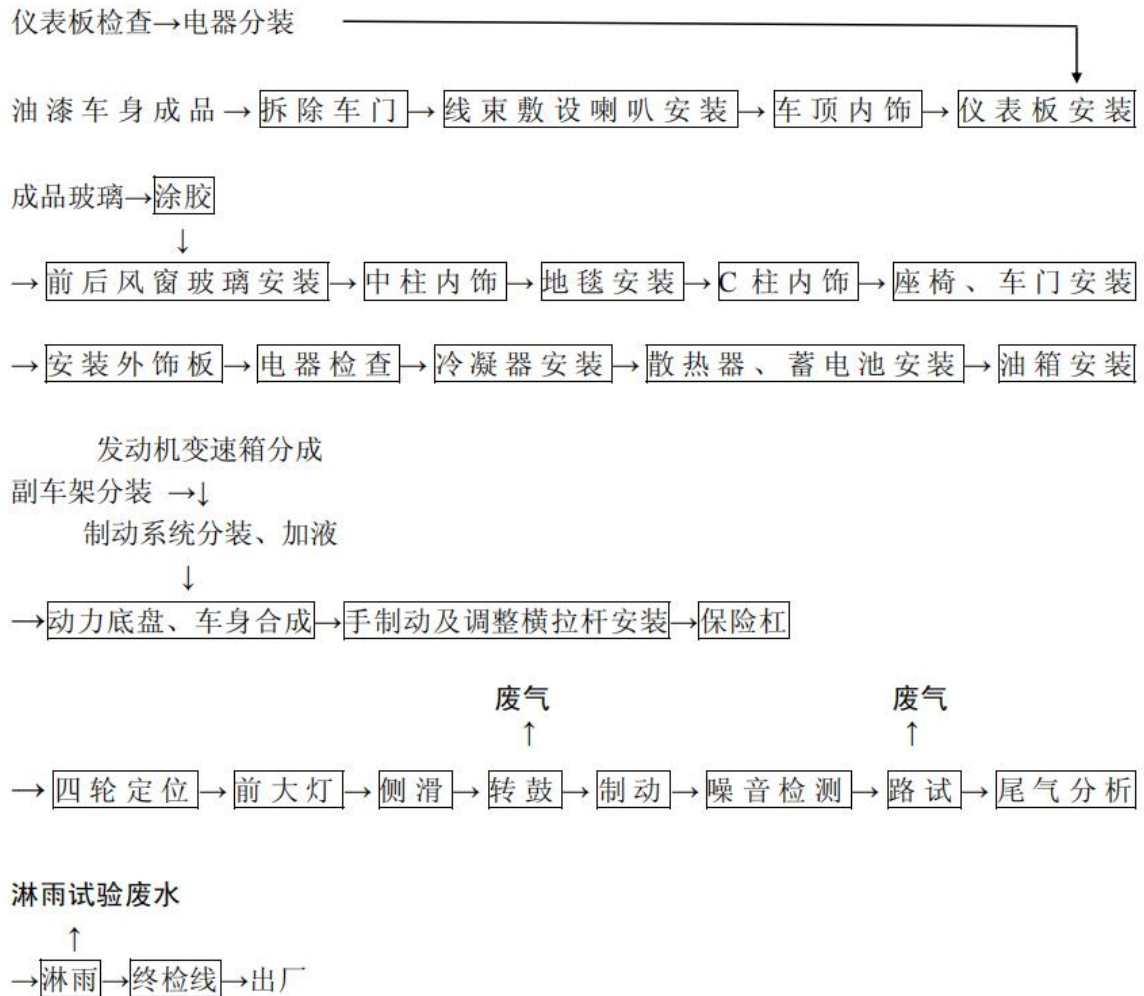 仪表板检查→电器分装
油漆车身成品→拆除车门→线束敷设喇叭安装→车顶内饰→仪表板安装
成品玻璃→涂胶
↓
→前后风窗玻璃安装→中柱内饰→地毯安装→C 柱内饰→座椅、车门安装
→安装外饰板→电器检查→冷凝器安装→散热器、蓄电池安装→油箱安装
发动机变速箱分成
副车架分装 →↓
制动系统分装、加液
↓
→动力底盘、车身合成→手制动及调整横拉杆安装→保险杠
废气 废气
↑ ↑
→四轮定位→前大灯→侧滑→转鼓→制动→噪音检测→路试→尾气分析
淋雨试验废水
↑
→淋雨→终检线→出厂